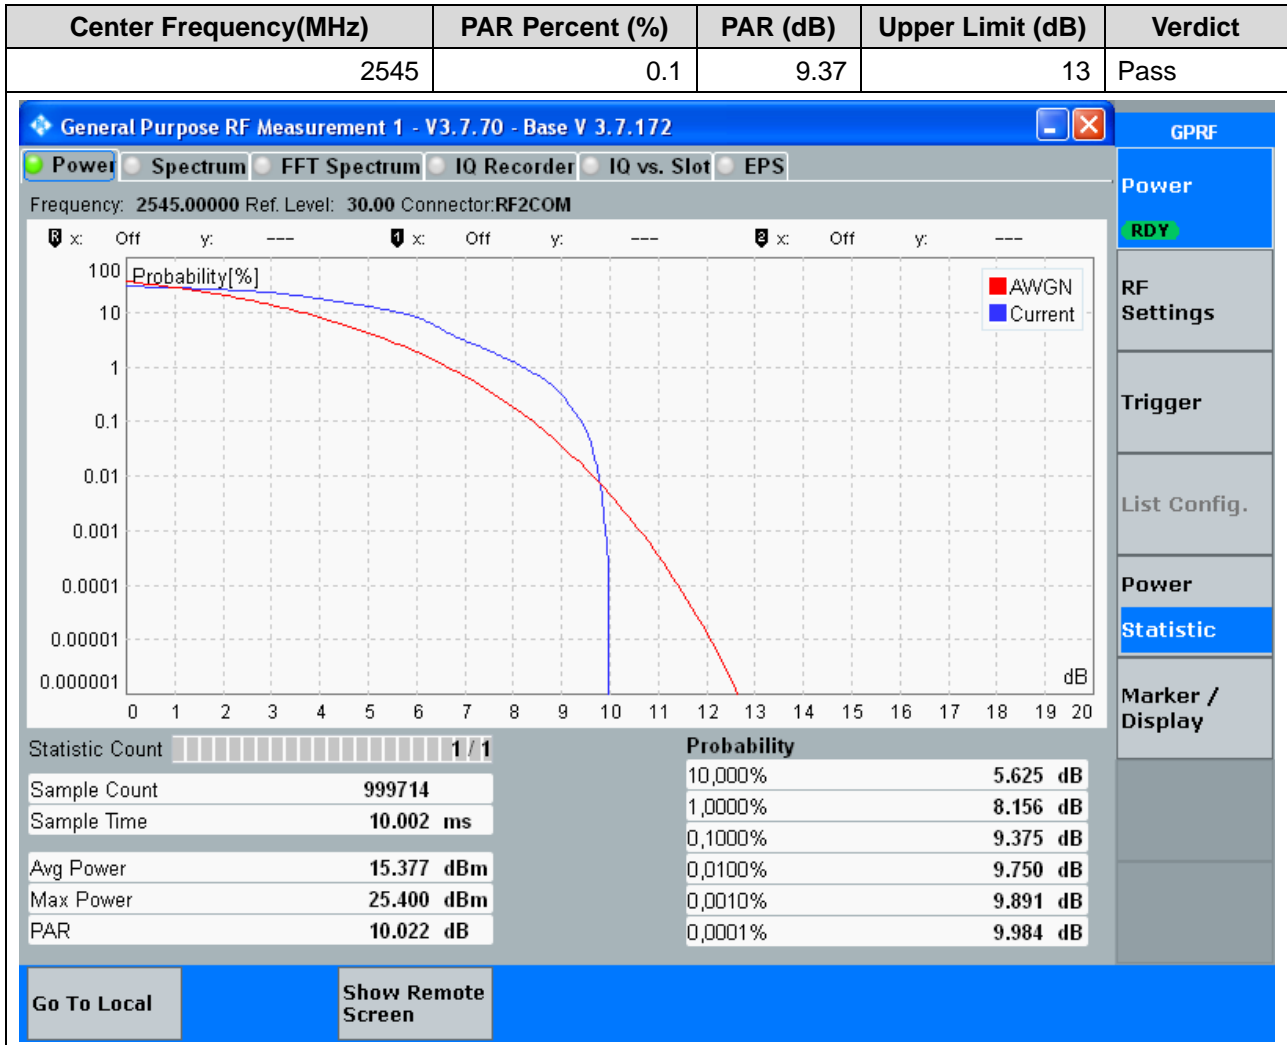 Center Frequency(MHz) PAR Percent (%) PAR (dB) Upper Limit (dB) Verdict
2545 0.1 9.37 13 Pass
General Purpose RF Measurement 1 - V3.7.70 - Base V 3.7.172
GPRF
Power Spectrum FFT Spectrum IQ Recorder IQ vs. Slot EPS
Power
RDY
Frequency: 2545.00000 Ref. Level: 30.00 Connector:RF2COM
R x: Off y: --- 1 x: Off y: --- 2 x: Off y: ---
100 Probability[%]
AWGN
Current
10
1
0.1
0.01
0.001
0.0001
0.00001
0.000001
dB
0 1 2 3 4 5 6 7 8 9 10 11 12 13 14 15 16 17 18 19 20
RF
Settings
Trigger
List Config.
Power
Statistic
Marker /
Display
Statistic Count 1 / 1
Sample Count 999714
Sample Time 10.002 ms
Avg Power 15.377 dBm
Max Power 25.400 dBm
PAR 10.022 dB
Probability
10,000% 5.625 dB
1,0000% 8.156 dB
0,1000% 9.375 dB
0,0100% 9.750 dB
0,0010% 9.891 dB
0,0001% 9.984 dB
Go To Local
Show Remote
Screen